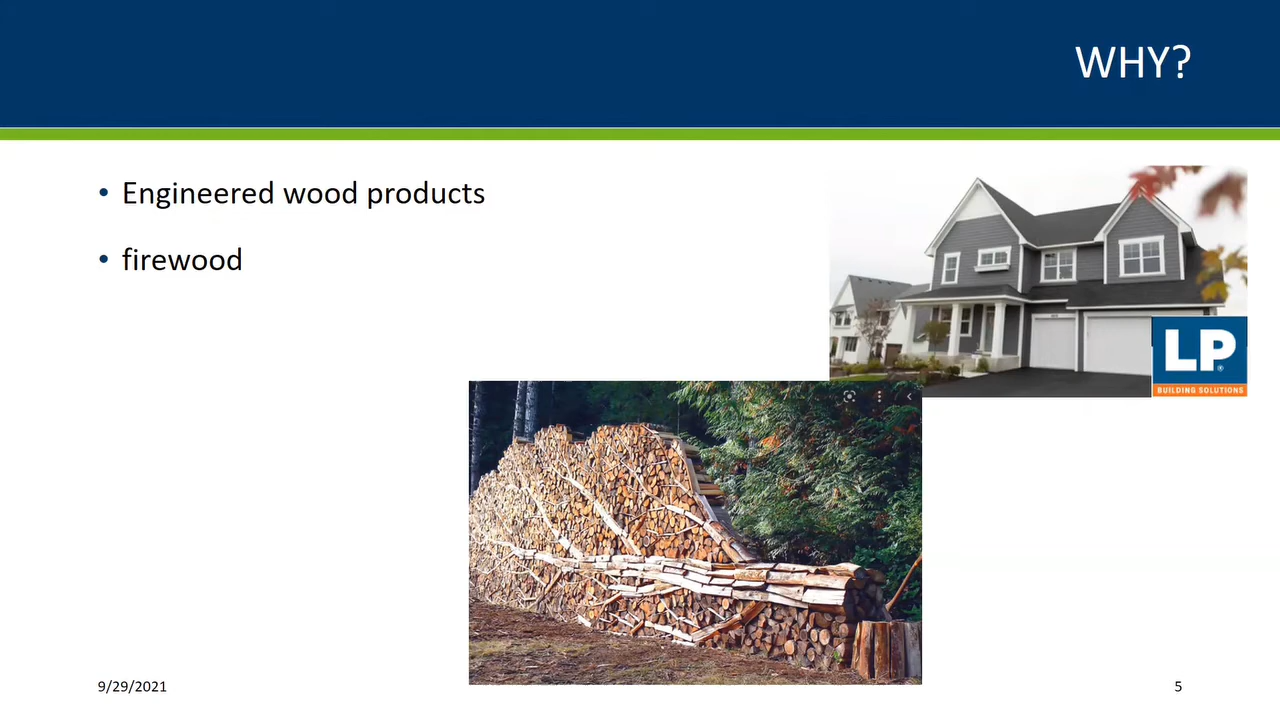 WHY?
• Engineered wood products
• firewood
LP®
BUILDING SOLUTIONS
9/29/2021
5